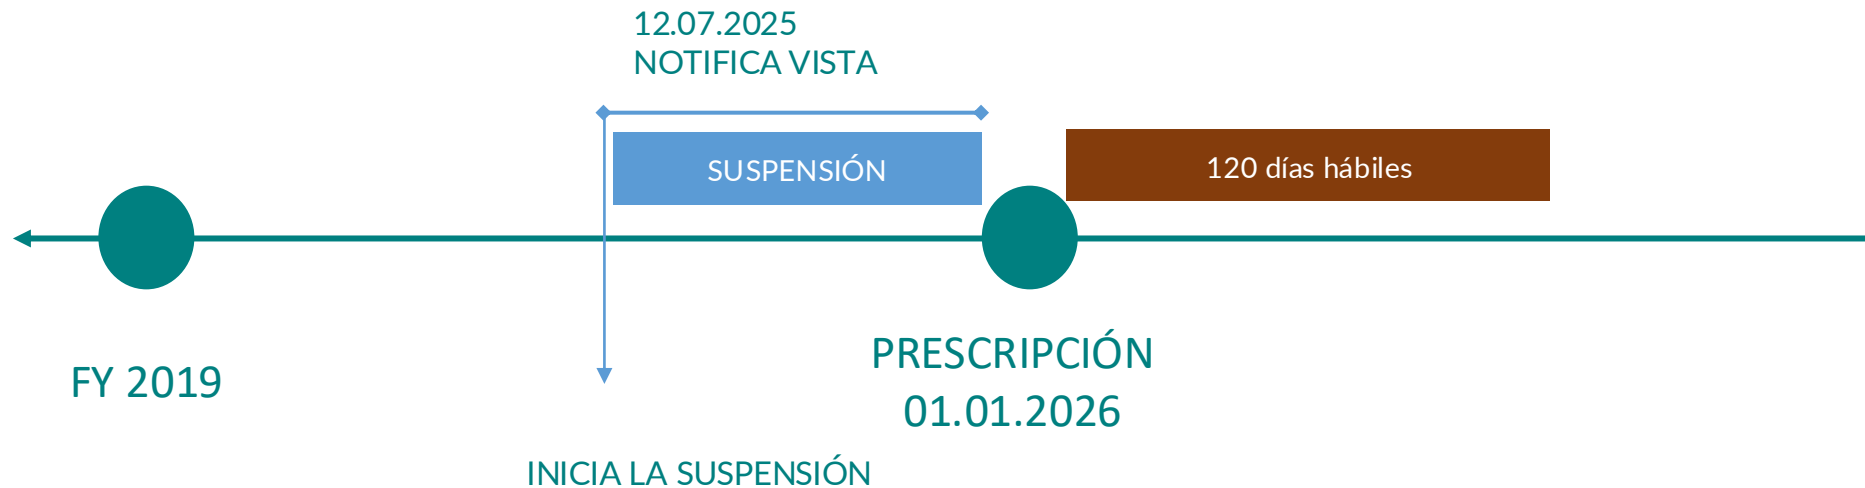 12.07.2025
NOTIFICA VISTA
SUSPENSIÓN
120 días hábiles
FY 2019
PRESCRIPCIÓN
01.01.2026
INICIA LA SUSPENSIÓN